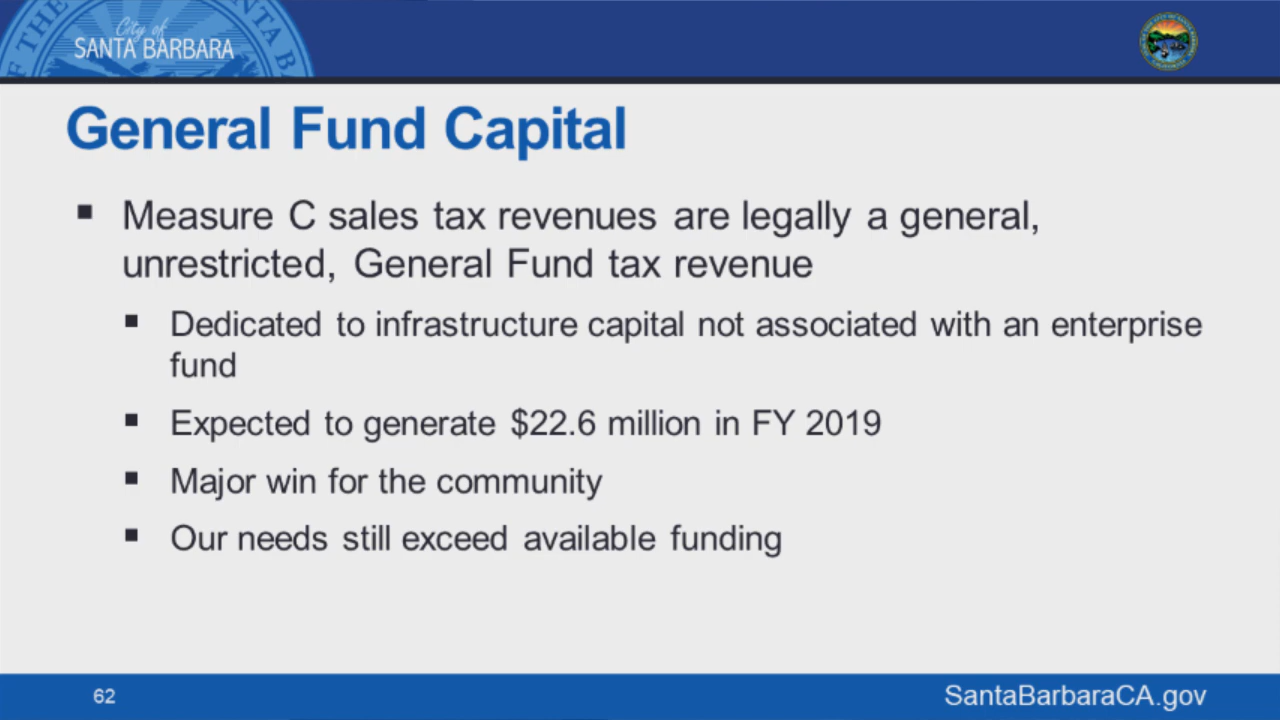 City of
SANTA BARBARA
General Fund Capital
▪ Measure C sales tax revenues are legally a general,
unrestricted, General Fund tax revenue
▪ Dedicated to infrastructure capital not associated with an enterprise
fund
▪ Expected to generate $22.6 million in FY 2019
▪ Major win for the community
▪ Our needs still exceed available funding
62
SantaBarbaraCA.gov